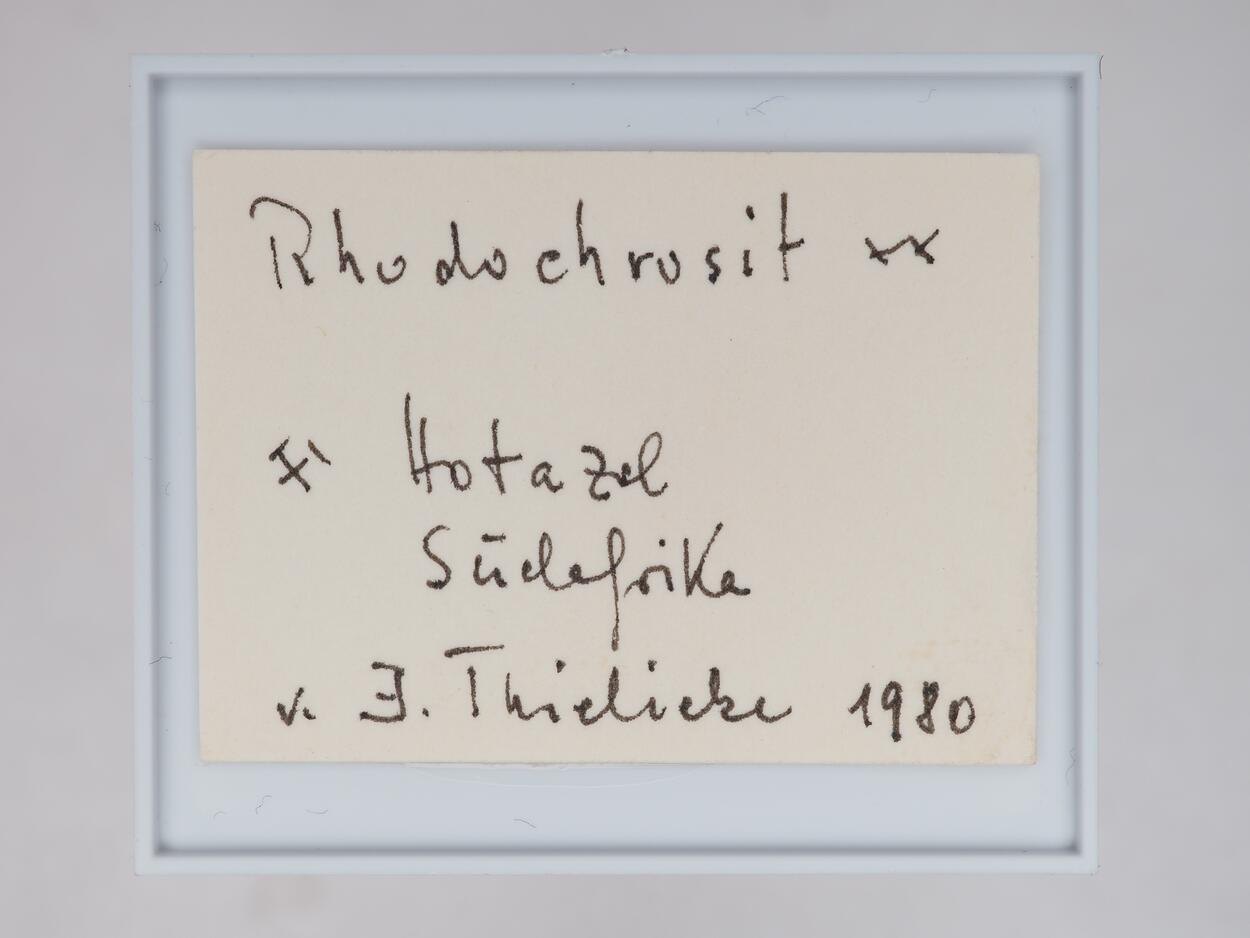 Rhodochrosit xx
⚒ Hotazel
Südafrika
v. J. Thielicke 1980